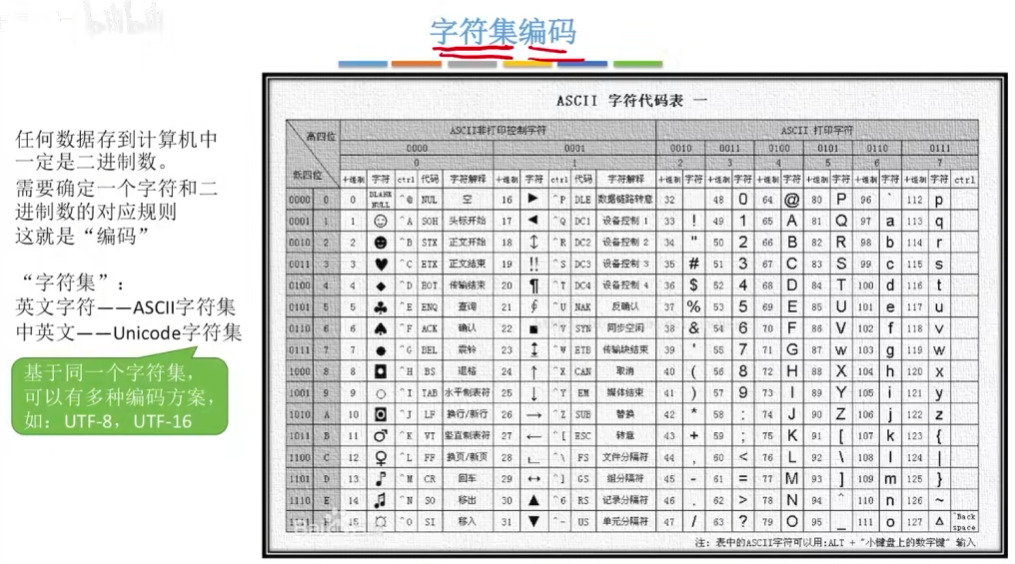 bilibili
字符集编码
任何数据存到计算机中
一定是二进制数。
需要确定一个字符和二
进制数的对应规则
这就是“编码”
“字符集”：
英文字符——ASCII字符集
中英文——Unicode字符集
基于同一个字符集，
可以有多种编码方案，
如：UTF-8，UTF-16
ASCII 字符代码表 一
高四位 ASCII非打印控制字符 ASCII 打印字符
0000 0001 0010 0011 0100 0101 0110 0111
0 1 2 3 4 5 6 7
低四位 十进制 字符 ctrl 代码 字符解释 十进制 字符 ctrl 代码 字符解释 十进制 字符 十进制 字符 十进制 字符 十进制 字符 十进制 字符 十进制 字符 ctrl
0000 0 0 BLANK NULL ^@ NUL 空 16 ► ^P DLE 数据链路转意 32 48 0 64 @ 80 P 96 ` 112 p
0001 1 1 ☺ ^A SOH 头标开始 17 ◄ ^Q DC1 设备控制 1 33 ! 49 1 65 A 81 Q 97 a 113 q
0010 2 2 ☻ ^B STX 正文开始 18 ↕ ^R DC2 设备控制 2 34 " 50 2 66 B 82 R 98 b 114 r
0011 3 3 ♥ ^C ETX 正文结束 19 ‼ ^S DC3 设备控制 3 35 # 51 3 67 C 83 S 99 c 115 s
0100 4 4 ♦ ^D EOT 传输结束 20 ¶ ^T DC4 设备控制 4 36 $ 52 4 68 D 84 T 100 d 116 t
0101 5 5 ♣ ^E ENQ 查询 21 ∮ ^U NAK 反确认 37 % 53 5 69 E 85 U 101 e 117 u
0110 6 6 ♠ ^F ACK 确认 22 ■ ^V SYN 同步空闲 38 & 54 6 70 F 86 V 102 f 118 v
0111 7 7 ● ^G BEL 震铃 23 ↨ ^W ETB 传输块结束 39 ' 55 7 71 G 87 w 103 g 119 w
1000 8 8 ◘ ^H BS 退格 24 ↑ ^X CAN 取消 40 ( 56 8 72 H 88 X 104 h 120 x
1001 9 9 ○ ^I TAB 水平制表符 25 ↓ ^Y EM 媒体结束 41 ) 57 9 73 I 89 Y 105 i 121 y
1010 A 10 ◙ ^J LF 换行/新行 26 → ^Z SUB 替换 42 * 58 : 74 J 90 Z 106 j 122 z
1011 B 11 ♂ ^K VT 竖直制表符 27 ← ^[ ESC 转意 43 + 59 ; 75 K 91 [ 107 k 123 {
1100 C 12 ♀ ^L FF 换页/新页 28 ∟ ^\ FS 文件分隔符 44 , 60 < 76 L 92 \ 108 l 124 |
1101 D 13 ♪ ^M CR 回车 29 ↔ ^] GS 组分隔符 45 - 61 = 77 M 93 ] 109 m 125 }
1110 E 14 ♫ ^N SO 移出 30 ▲ ^6 RS 记录分隔符 46 . 62 > 78 N 94 ^ 110 n 126 ~
15 ☼ ^O SI 移入 31 ▼ ^- US 单元分隔符 47 / 63 ? 79 O 95 _ 111 o 127 Δ ^Back space
注：表中的ASCII字符可以用:ALT + "小键盘上的数字键" 输入